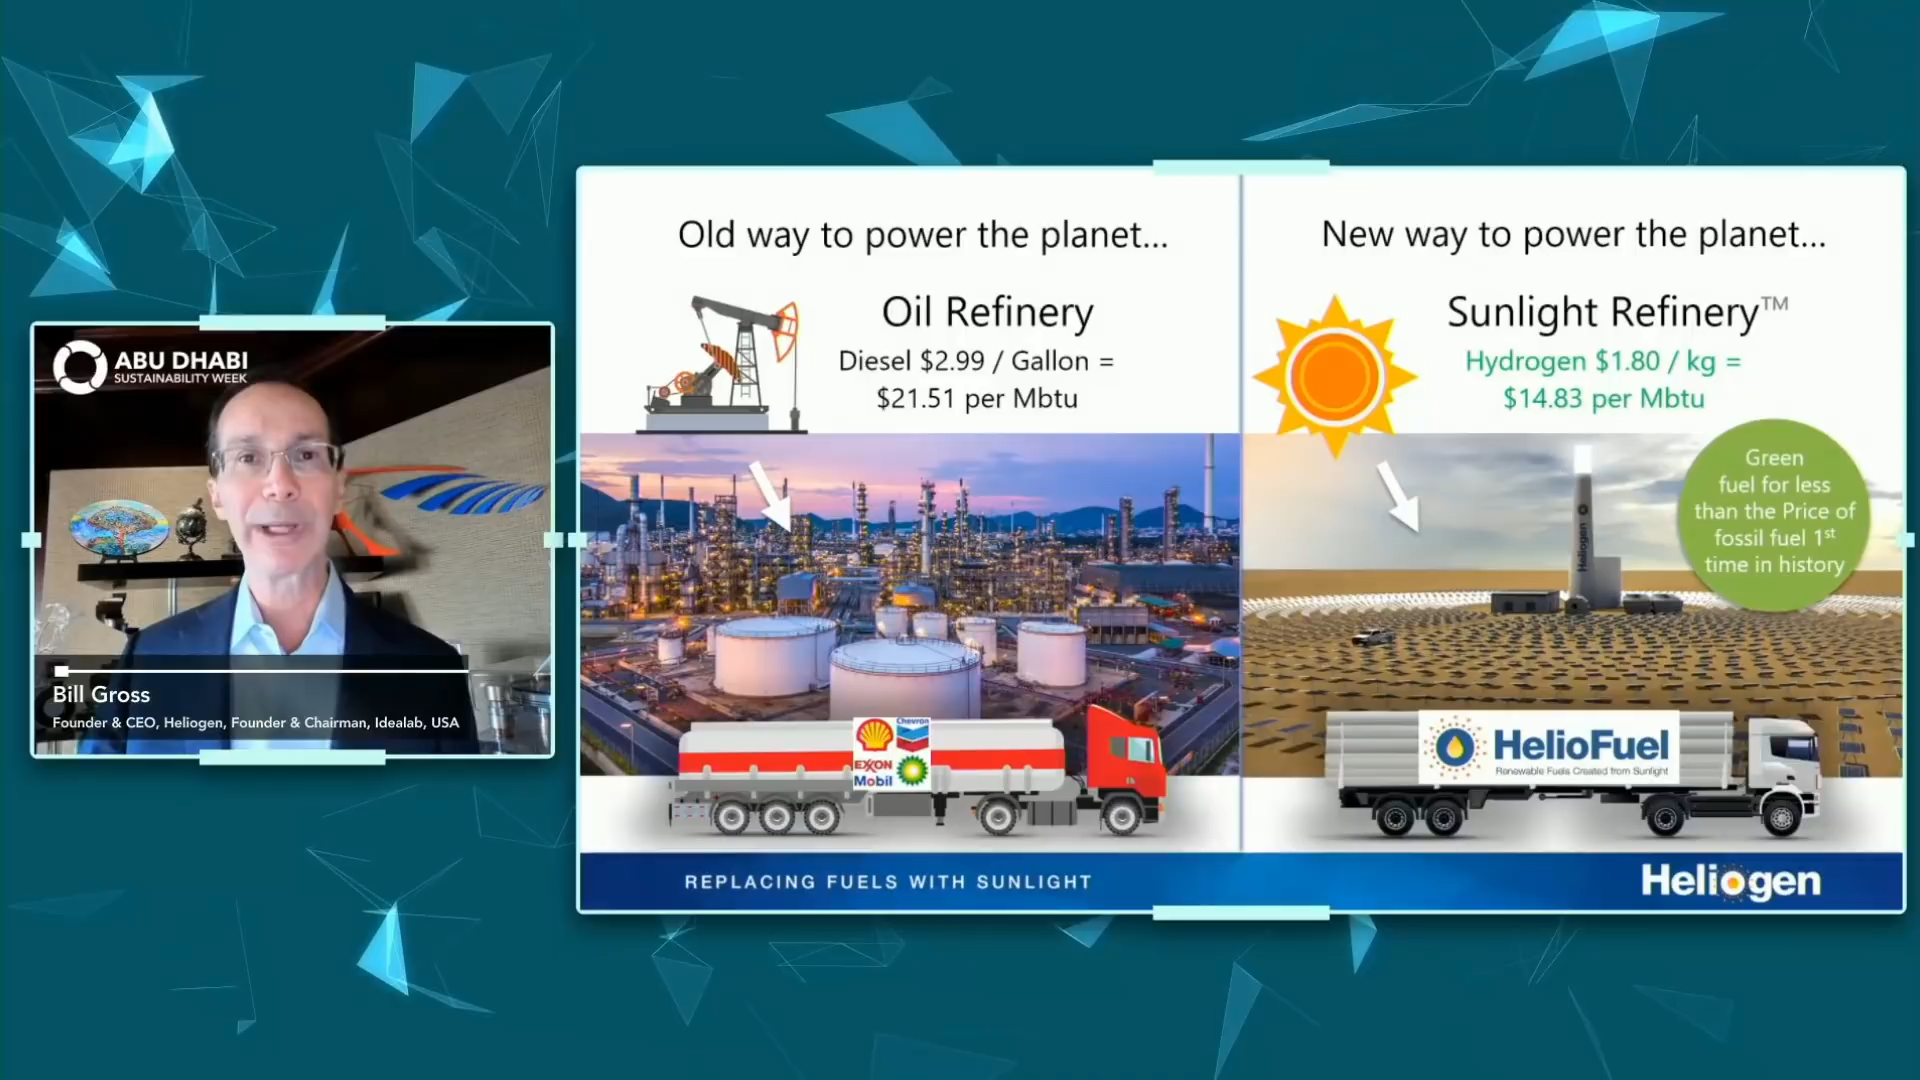 ABU DHABI
SUSTAINABILITY WEEK
Bill Gross
Founder & CEO, Heliogen, Founder & Chairman, Idealab, USA
Old way to power the planet...
Oil Refinery
Diesel $2.99 / Gallon =
$21.51 per Mbtu
Chevron
EXXON
Mobil
New way to power the planet...
Sunlight Refinery™
Hydrogen $1.80 / kg =
$14.83 per Mbtu
Green
fuel for less
than the Price of
fossil fuel 1st
time in history
Heliogen
HelioFuel
Renewable Fuels Created from Sunlight
REPLACING FUELS WITH SUNLIGHT
Heliogen